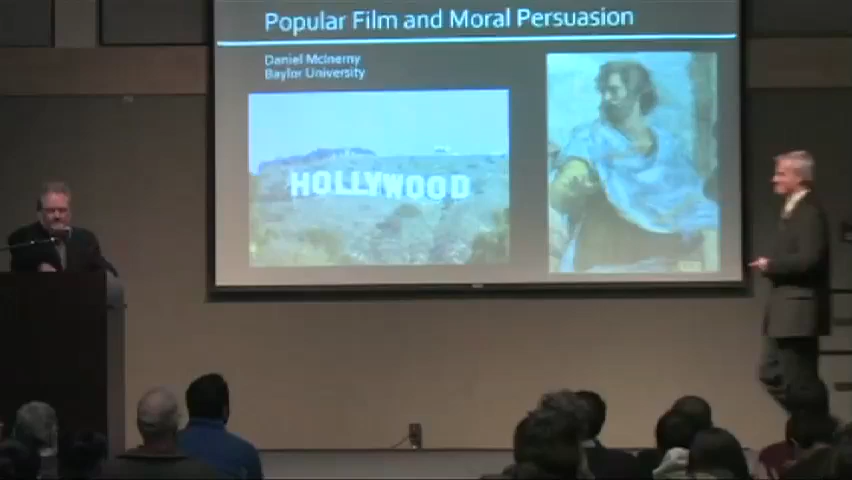 Popular Film and Moral Persuasion
Daniel McInerny
Baylor University
HOLLYWOOD